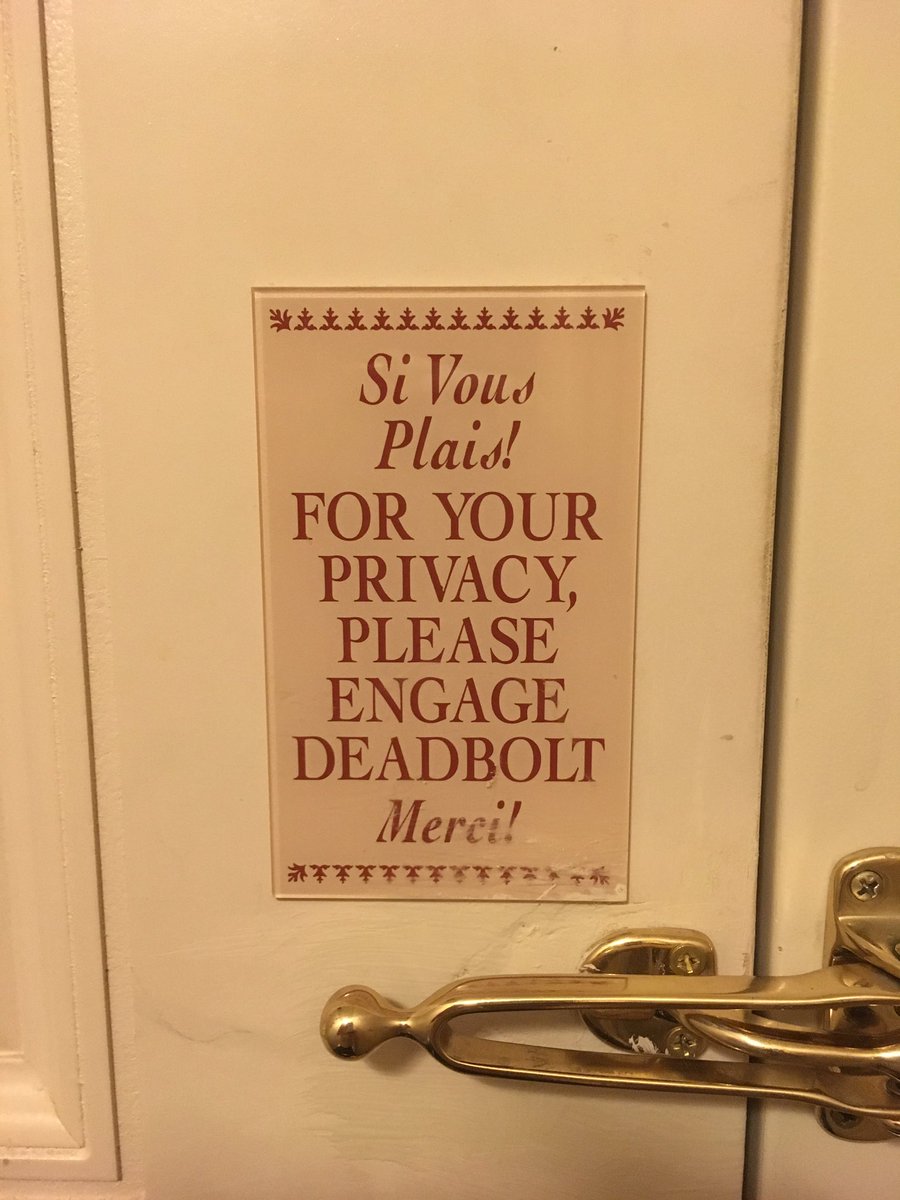 Si Vous
Plais!
FOR YOUR
PRIVACY,
PLEASE
ENGAGE
DEADBOLT
Merci!